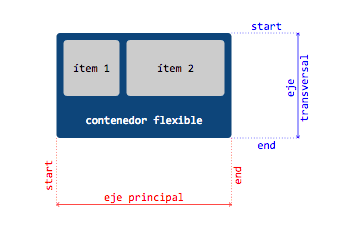 start
ítem 1
ítem 2
eje
transversal
contenedor flexible
end
start
end
eje principal